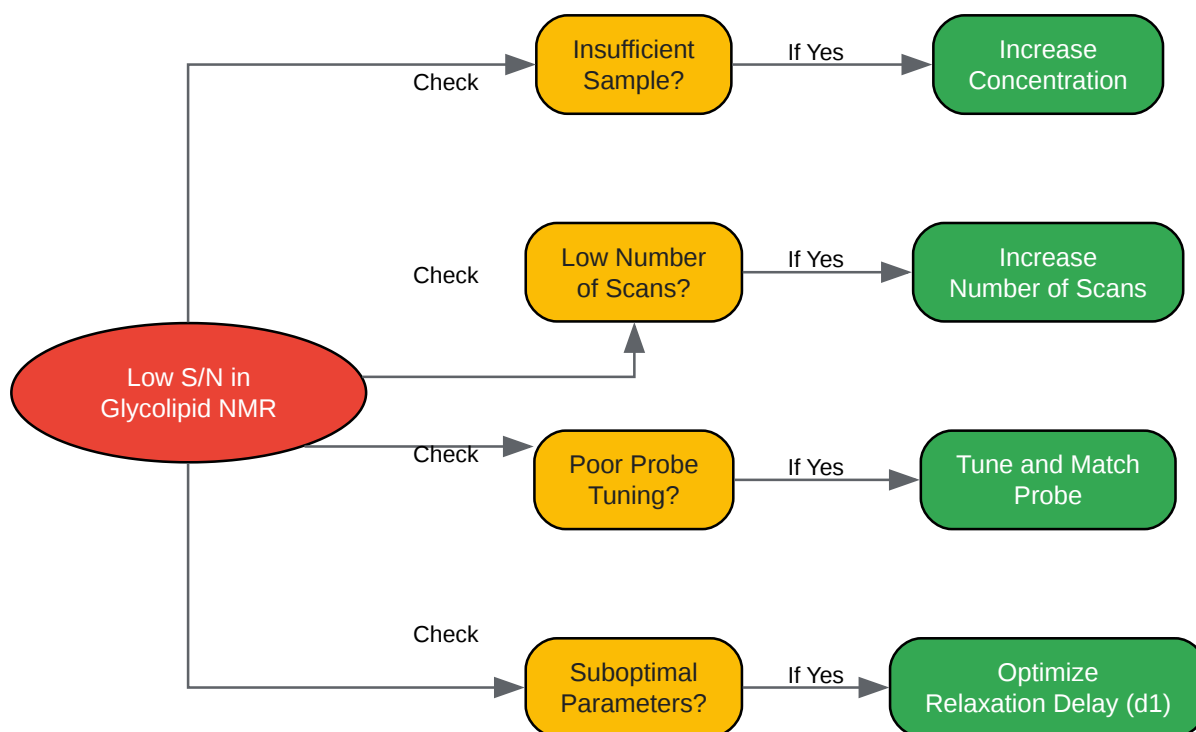 Check
Insufficient
Sample?
If Yes
Increase
Concentration
Check
Low Number
of Scans?
If Yes
Increase
Number of Scans
Low S/N in
Glycolipid NMR
Check
Poor Probe
Tuning?
If Yes
Tune and Match
Probe
Check
Suboptimal
Parameters?
If Yes
Optimize
Relaxation Delay (d1)